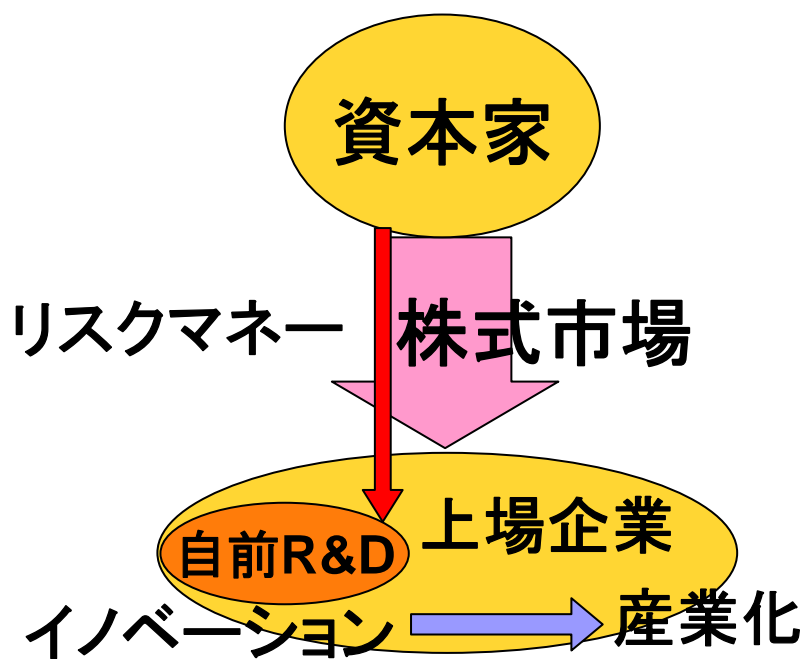 資本家
リスクマネー
株式市場
上場企業
自前R&D
イノベーション
産業化